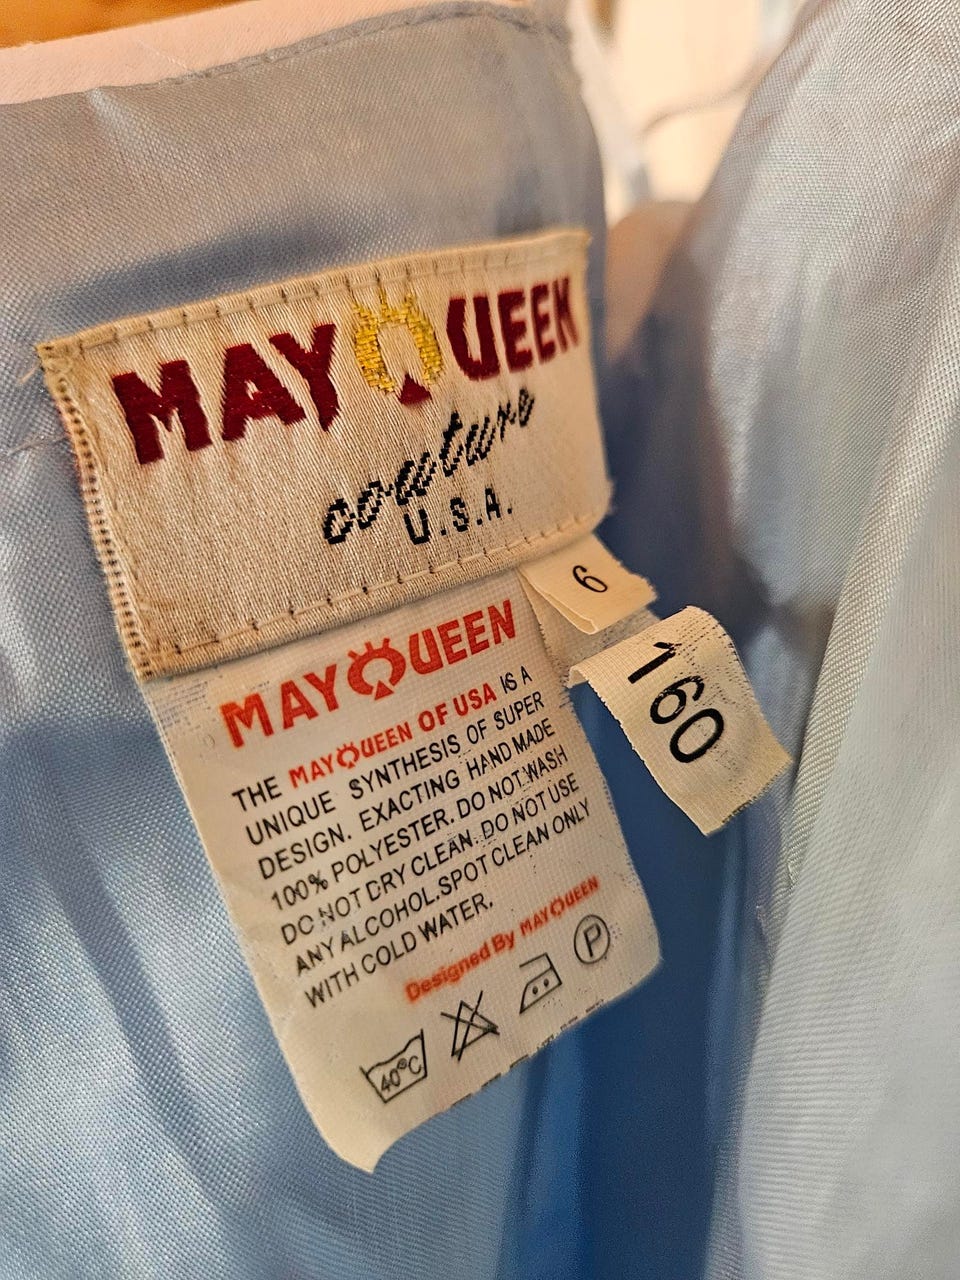 MAYQUEEN
couture
U.S.A.
6
160
MAYQUEEN
THE MAYQUEEN OF USA IS A
UNIQUE SYNTHESIS OF SUPER
DESIGN. EXACTING HAND MADE
100% POLYESTER. DO NOT WASH
DO NOT DRY CLEAN. DO NOT USE
ANY ALCOHOL.SPOT CLEAN ONLY
WITH COLD WATER.
Designed By MAYQUEEN
40°C
P